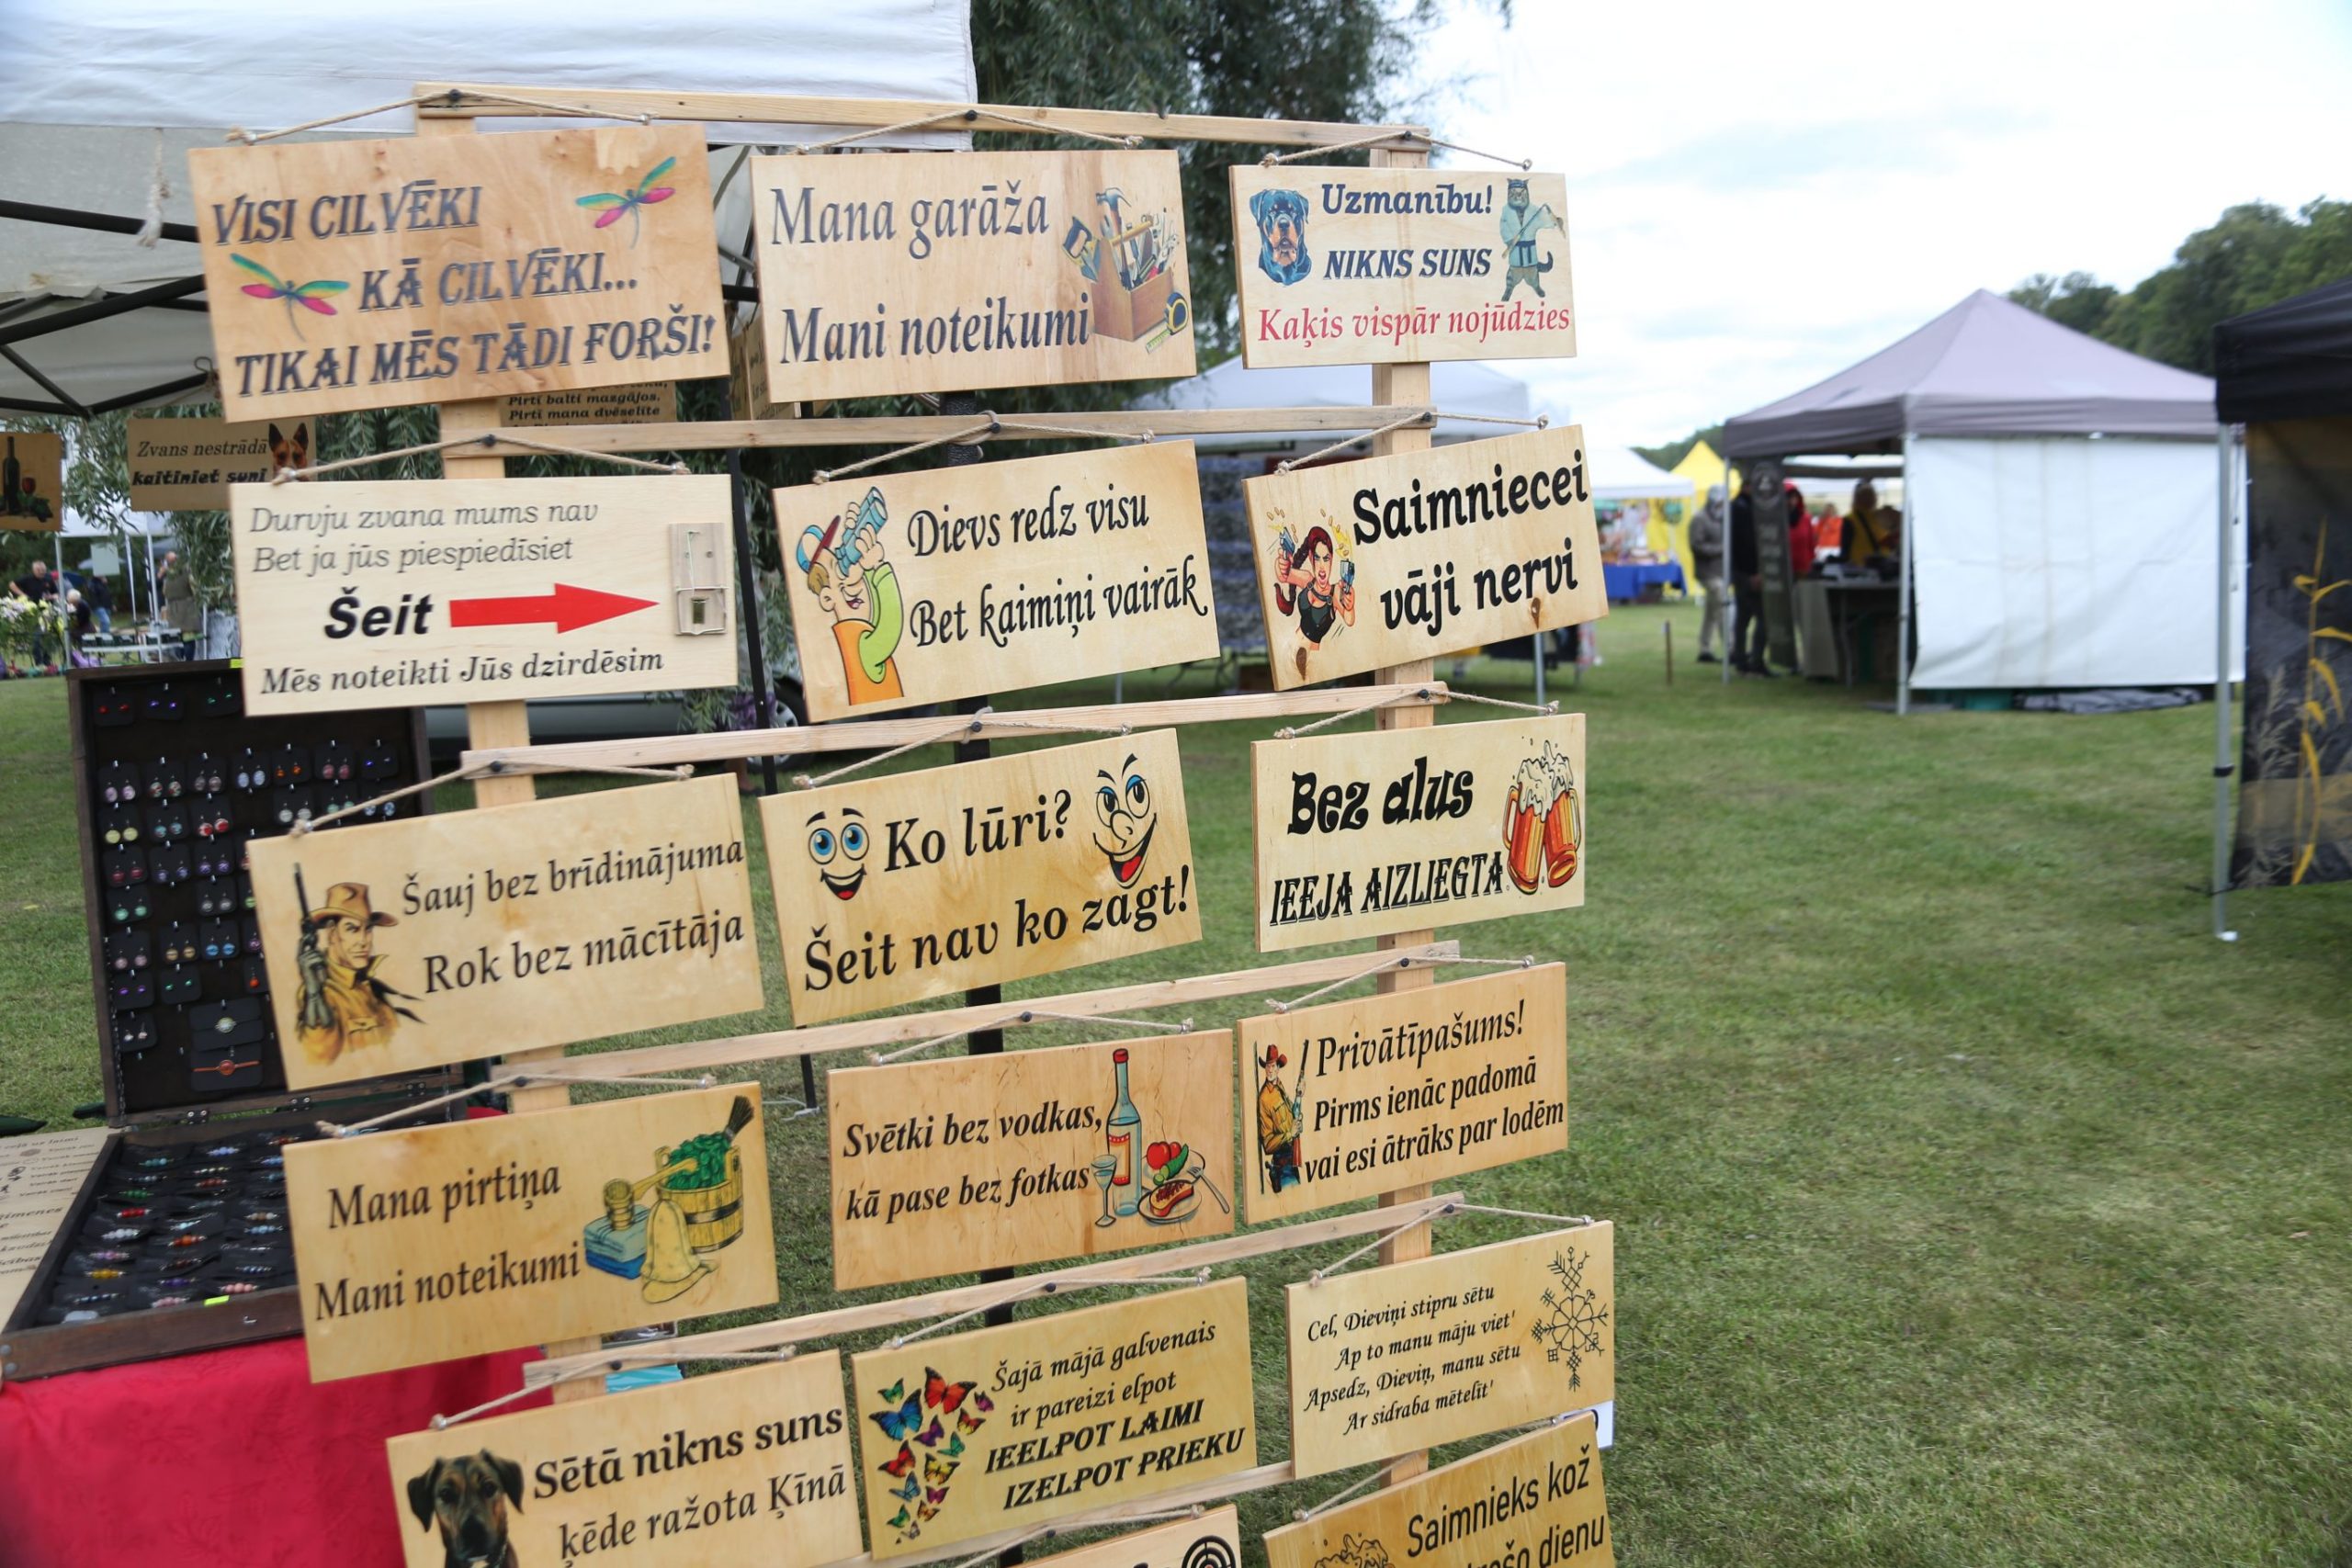 VISI CILVĒKI
KĀ CILVĒKI...
TIKAI MĒS TĀDI FORŠI!
Mana garāža
Mani noteikumi
Uzmanību!
NIKNS SUNS
Kaķis vispār nojūdzies
Pirtī balti mazgājos.
Pirtī mana dvēselīte
Zvans nestrādā
kaitiniet suni
Durvju zvana mums nav
Bet ja jūs piespiedīsiet
Šeit
Mēs noteikti Jūs dzirdēsim
Dievs redz visu
Bet kaimiņi vairāk
Saimniecei
vāji nervi
Šauj bez brīdinājuma
Rok bez mācītāja
Ko lūri?
Šeit nav ko zagt!
Bez alus
IEEJA AIZLIEGTA
Mana pirtiņa
Mani noteikumi
Svētki bez vodkas,
kā pase bez fotkas
Privātīpašums!
Pirms ienāc padomā
vai esi ātrāks par lodēm
Sētā nikns suns
ķēde ražota Ķīnā
Šajā mājā galvenais
ir pareizi elpot
IEELPOT LAIMI
IZELPOT PRIEKU
Cel, Dieviņi stipru sētu
Ap to manu māju viet'
Apsedz, Dieviņ, manu sētu
Ar sidraba mētelīt'
Saimnieks kož
dienu